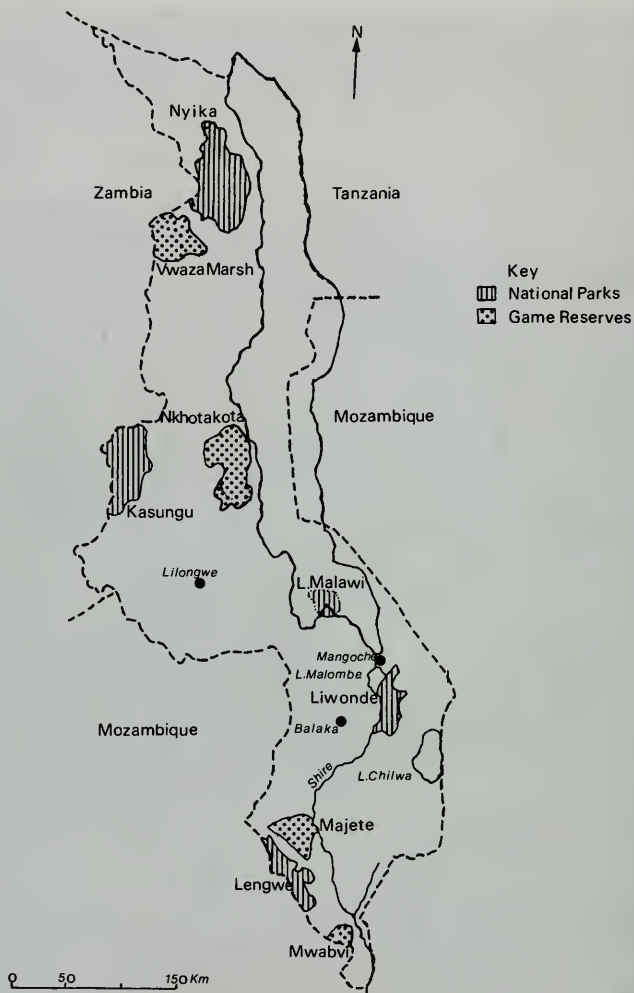 N
Nyika
Zambia
Tanzania
Vwaza Marsh
Key
National Parks
Game Reserves
Nkhotakota
Mozambique
Kasungu
Lilongwe
L.Malawi
Mangoche
L.Malombe
Liwonde
Mozambique
Balaka
Shire
L.Chilwa
Majete
Lengwe
Mwabvi
0 50 150 Km